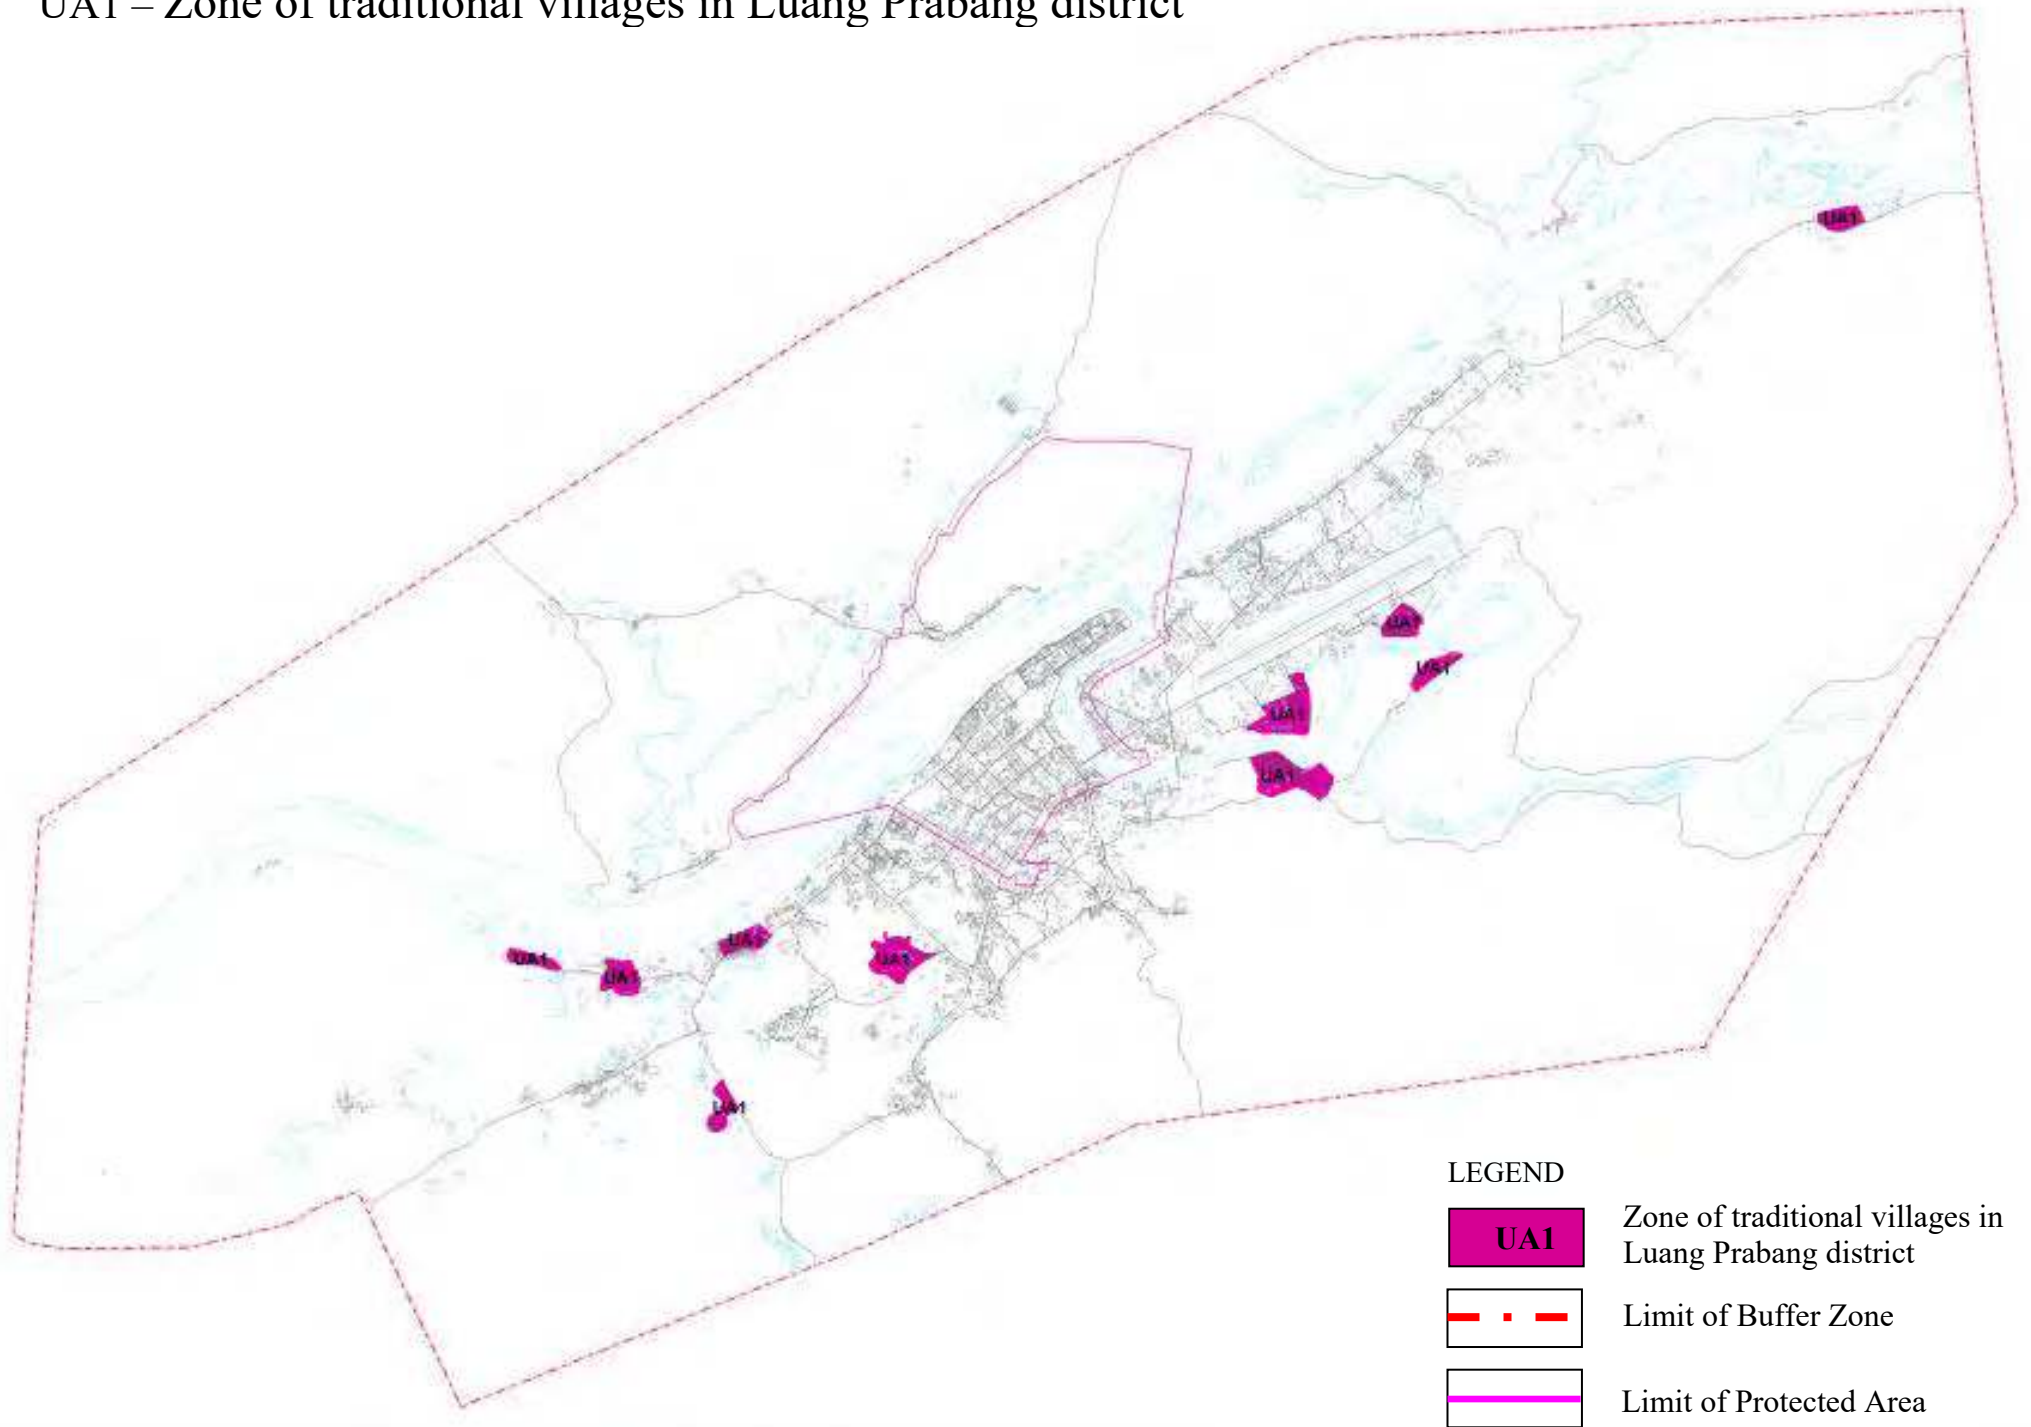 UA1 – Zone of traditional villages in Luang Prabang district
UA1
UA1
UA1
UA1
UA1
UA1
UA1
UA1
UA1
UA1
LEGEND
UA1
Zone of traditional villages in
Luang Prabang district
Limit of Buffer Zone
Limit of Protected Area